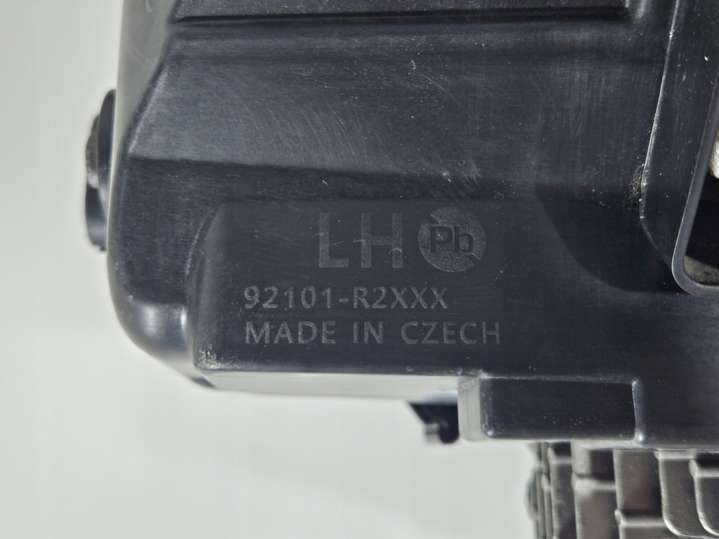 LH Pb
92101-R2XXX
MADE IN CZECH